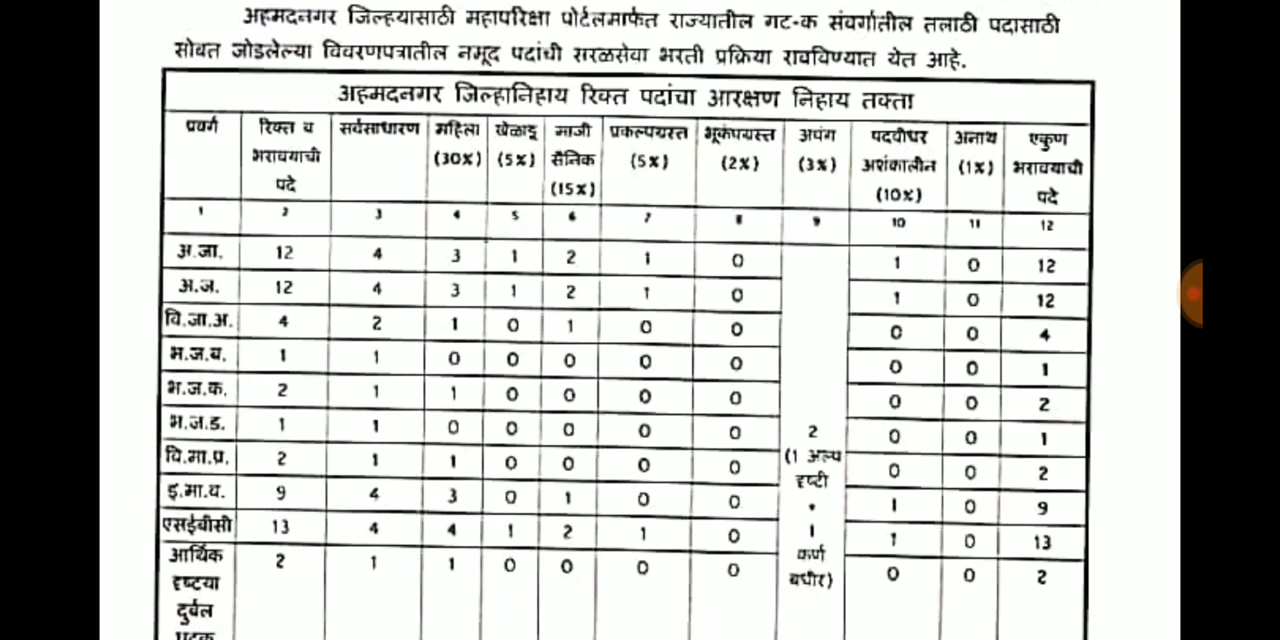 अहमदनगर जिल्हयासाठी महापरिक्षा पोर्टलमार्फत राज्यातील गट-क संवर्गातील तलाठी पदासाठी
सोबत जोडलेल्या विवरणपत्रातील नमूद पदांची सरळसेवा भरती प्रक्रिया राबविण्यात येत आहे.
अहमदनगर जिल्हानिहाय रिक्त पदांचा आरक्षण निहाय तक्ता
प्रवर्ग रिक्त व भरावयाची पदे सर्वसाधारण महिला (30%) खेळाडू (5%) माजी सैनिक (15%) प्रकल्पग्रस्त (5%) भूकंपग्रस्त (2%) अपंग (3%) पदवीधर अशंकालीन (10%) अनाथ (1%) एकुण भरावयाची पदे
1 2 3 4 5 6 7 8 9 10 11 12
अ.जा. 12 4 3 1 2 1 0 1 0 12
अ.ज. 12 4 3 1 2 1 0 1 0 12
वि.जा.अ. 4 2 1 0 1 0 0 0 0 4
भ.ज.ब. 1 1 0 0 0 0 0 0 0 1
भ.ज.क. 2 1 1 0 0 0 0 0 0 2
भ.ज.ड. 1 1 0 0 0 0 0 0 0 1
वि.मा.प्र. 2 1 1 0 0 0 0 0 0 2
इ.मा.व. 9 4 3 0 1 0 0 1 0 9
एसईबीसी 13 4 4 1 2 1 0 1 0 13
आर्थिक 2 1 1 0 0 0 0 0 0 2
दृष्टया
दुर्बल
2
(1 अल्प
दृष्टी
+
1
कर्ण
बधीर)